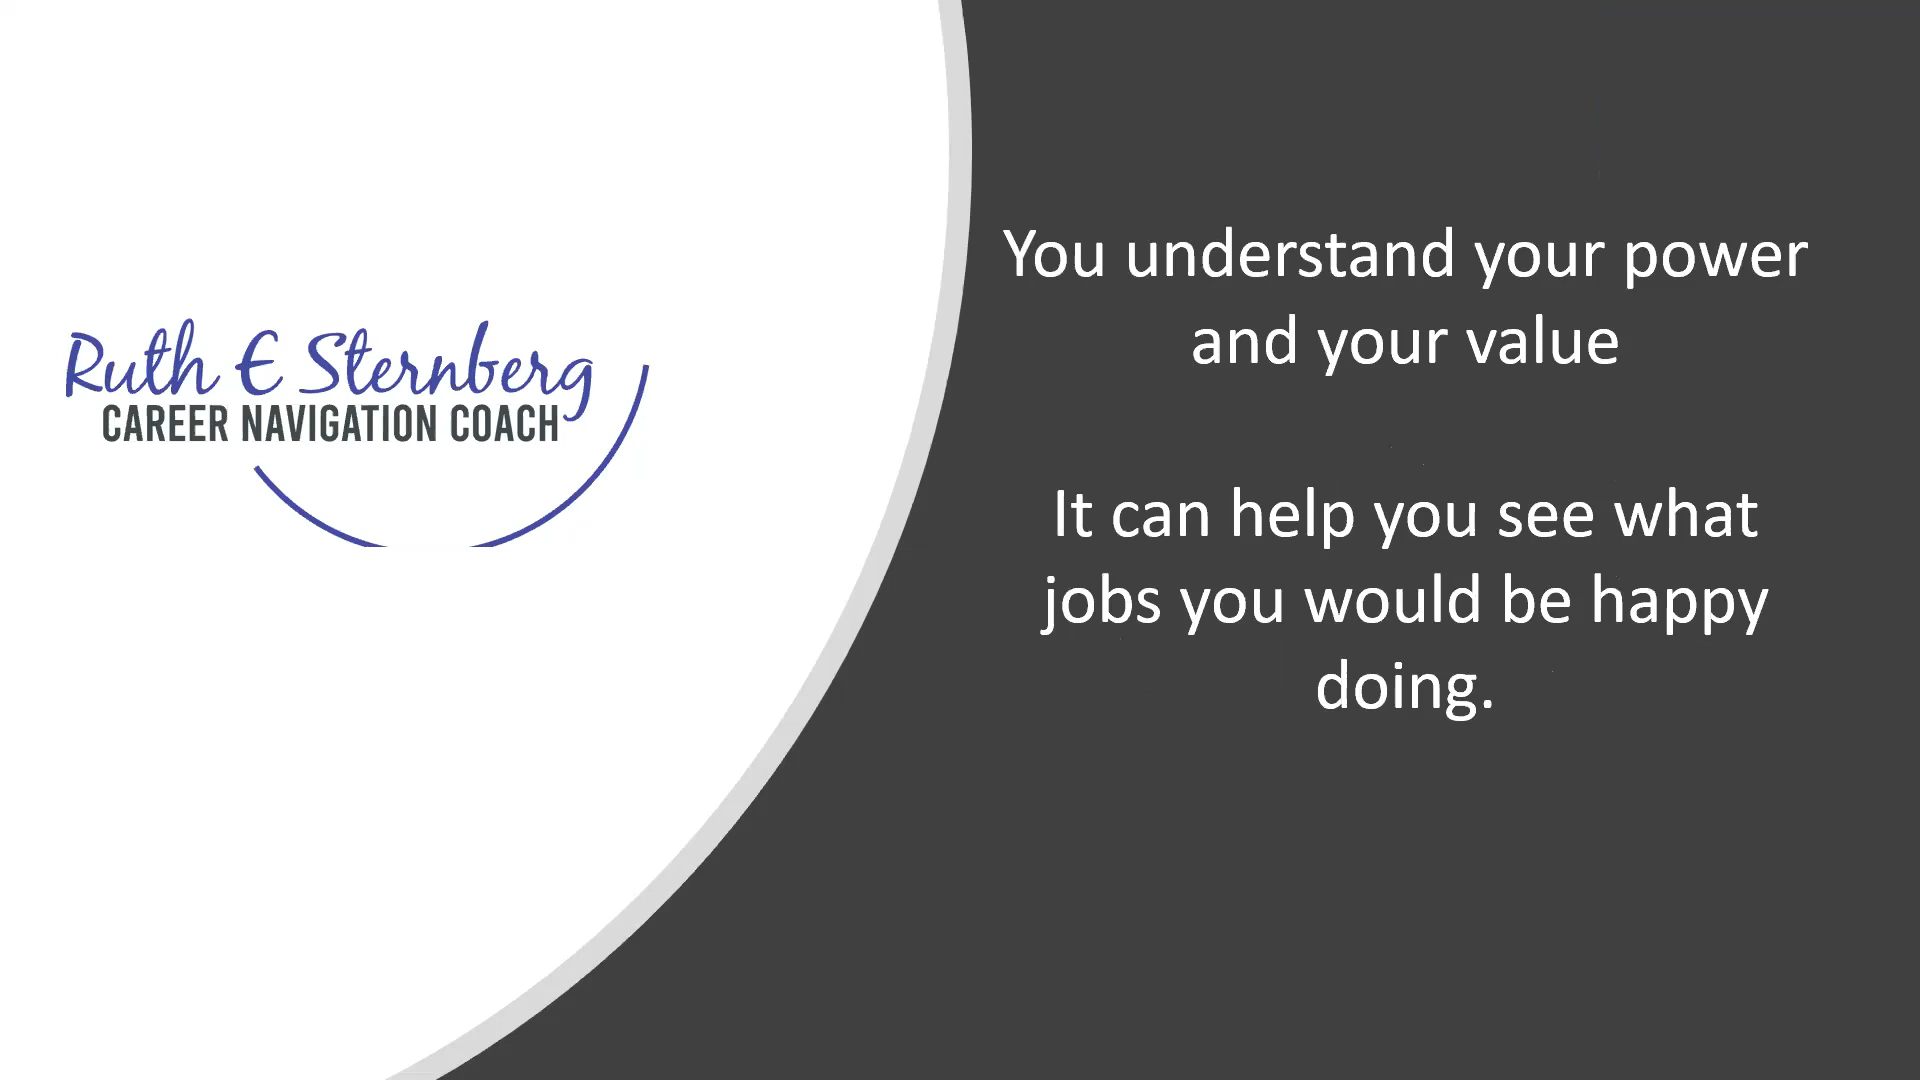 Ruth E Sternberg
CAREER NAVIGATION COACH
You understand your power
and your value
It can help you see what
jobs you would be happy
doing.